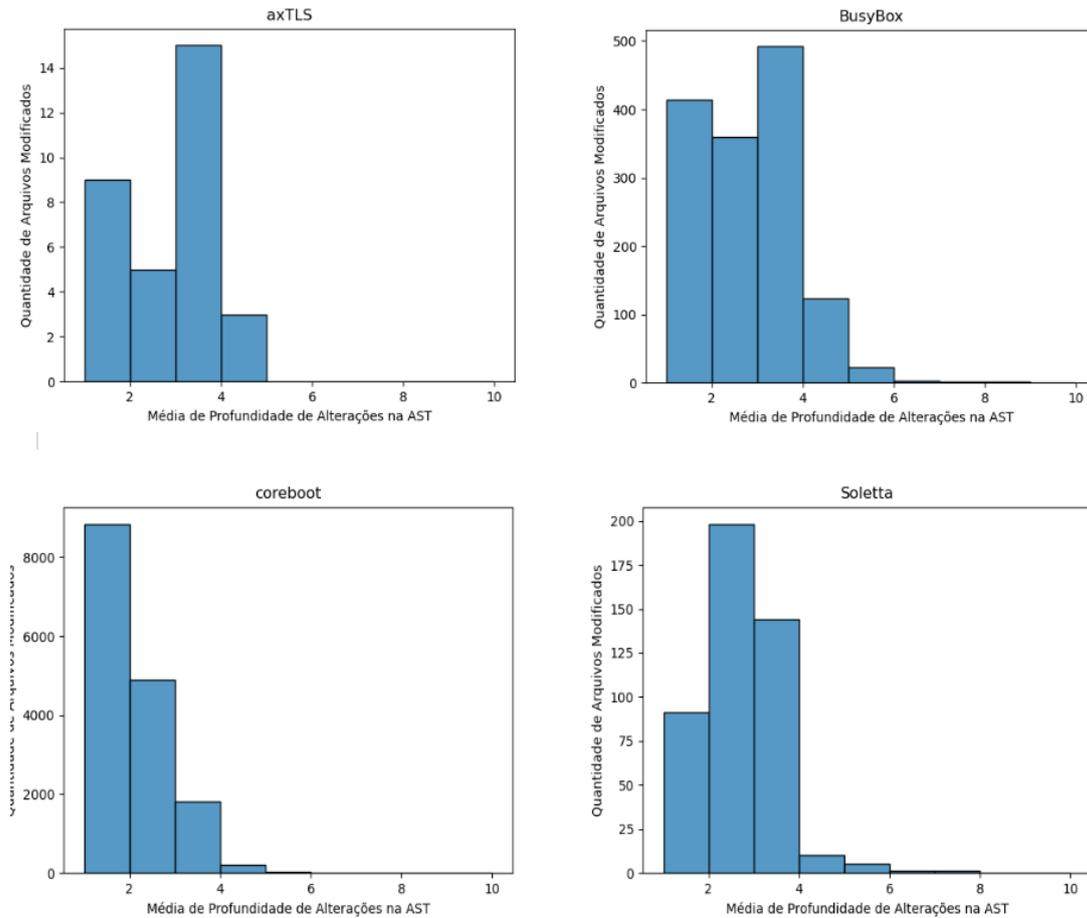 axTLS
Quantidade de Arquivos Modificados
14
12
10
8
6
4
2
0
2 4 6 8 10
Média de Profundidade de Alterações na AST
BusyBox
Quantidade de Arquivos Modificados
500
400
300
200
100
0
2 4 6 8 10
Média de Profundidade de Alterações na AST
coreboot
Quantidade de Arquivos Modificados
8000
6000
4000
2000
0
2 4 6 8 10
Média de Profundidade de Alterações na AST
Soletta
Quantidade de Arquivos Modificados
200
175
150
125
100
75
50
25
0
2 4 6 8 10
Média de Profundidade de Alterações na AST